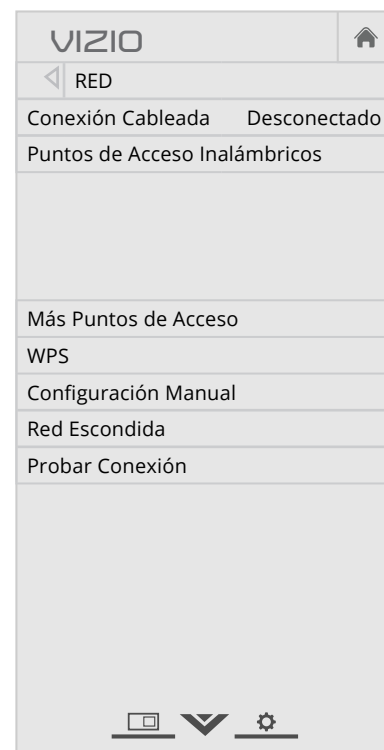 VIZIO
RED
Conexión Cableada Desconectado
Puntos de Acceso Inalámbricos
Más Puntos de Acceso
WPS
Configuración Manual
Red Escondida
Probar Conexión